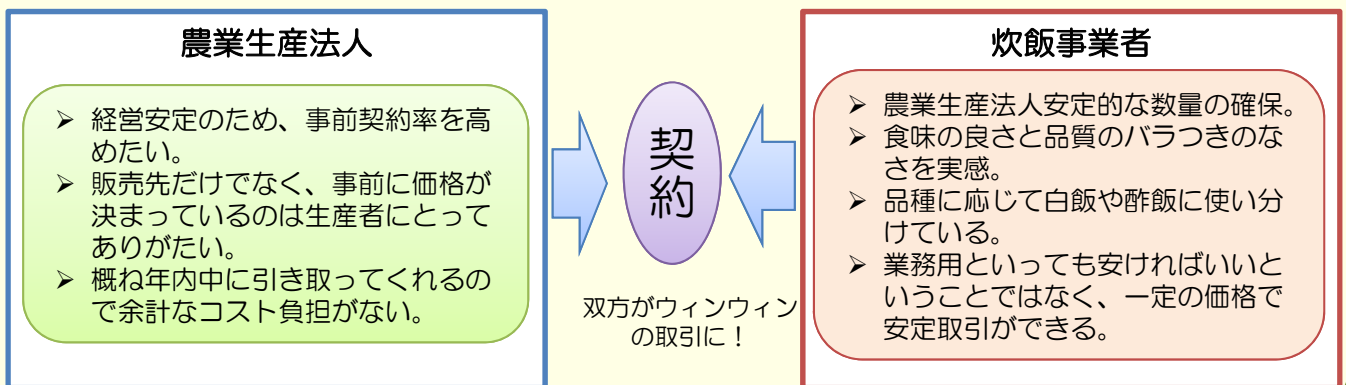 農業生産法人
➢ 経営安定のため、事前契約率を高
めたい。
➢ 販売先だけでなく、事前に価格が
決まっているのは生産者にとって
ありがたい。
➢ 概ね年内中に引き取ってくれるの
で余計なコスト負担がない。
契
約
双方がウィンウィン
の取引に！
炊飯事業者
➢ 農業生産法人安定的な数量の確保。
➢ 食味の良さと品質のバラつきのな
さを実感。
➢ 品種に応じて白飯や酢飯に使い分
けている。
➢ 業務用といっても安ければいいと
いうことではなく、一定の価格で
安定取引ができる。